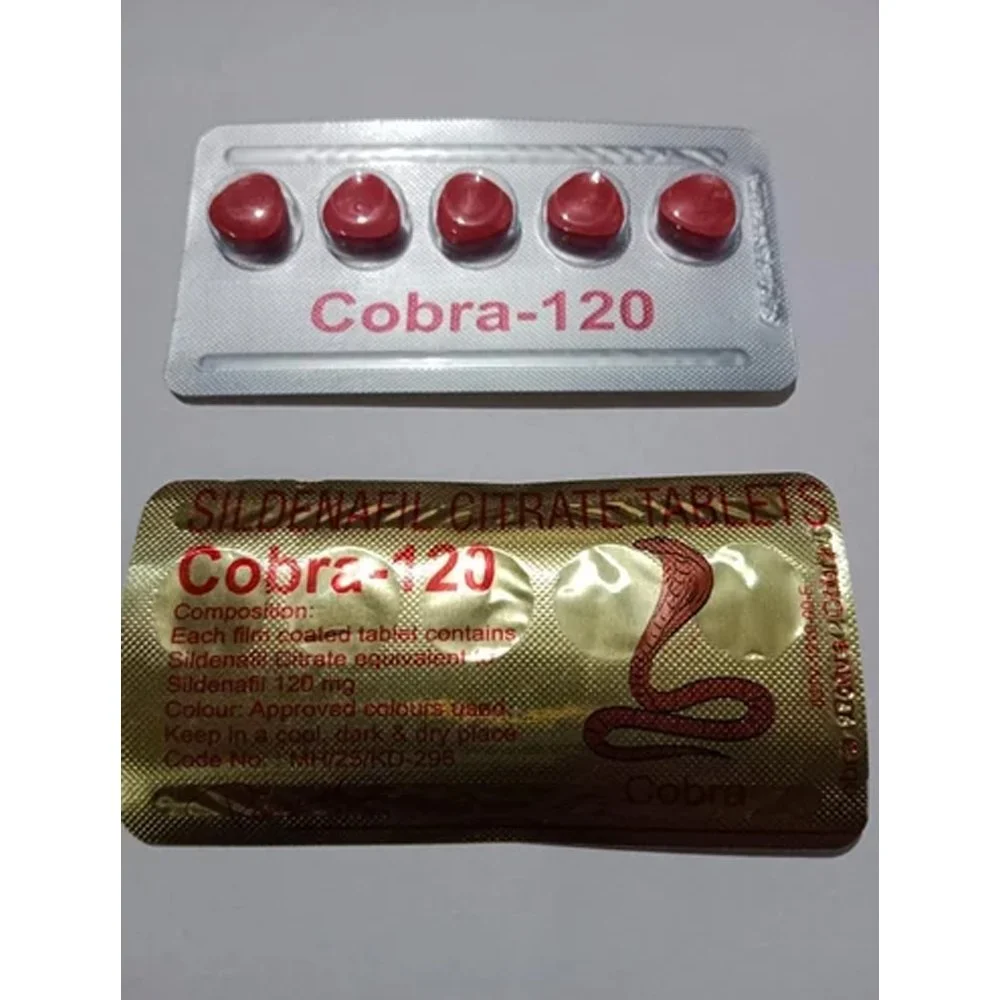 Cobra-120
SILDENAFIL CITRATE TABLETS
Cobra-120
Composition:
Each film coated tablet contains
Sildenafil Citrate equivalent
Sildenafil 120 mg
Colour: Approved colours used.
Keep in a cool, dark & dry place
Code No. MH/25/KD-296
Cobra